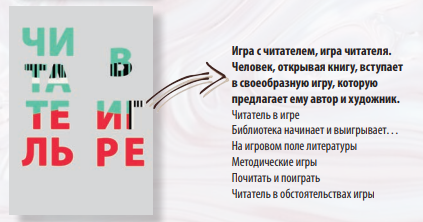 ЧИ
ТА В
ТЕ ИГ
ЛЬ РЕ
Игра с читателем, игра читателя.
Человек, открывая книгу, вступает
в своеобразную игру, которую
предлагает ему автор и художник.
Читатель в игре
Библиотека начинает и выигрывает…
На игровом поле литературы
Методические игры
Почитать и поиграть
Читатель в обстоятельствах игры